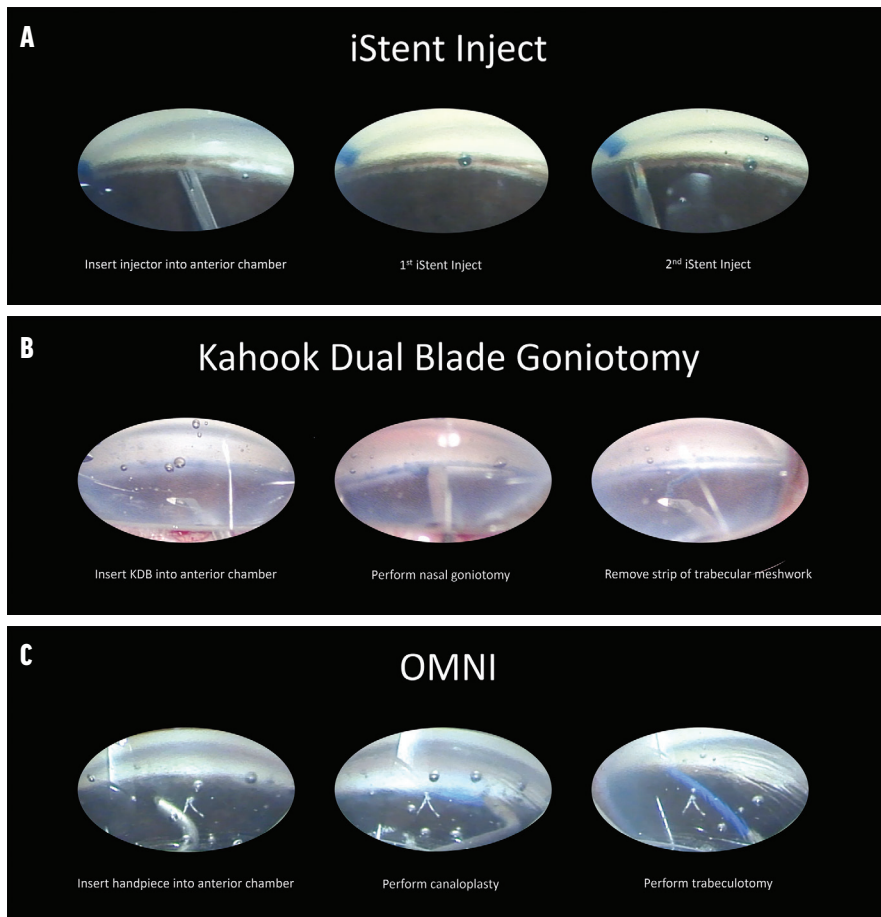 A
iStent Inject
Insert injector into anterior chamber
1st iStent Inject
2nd iStent Inject
B
Kahook Dual Blade Goniotomy
Insert KDB into anterior chamber
Perform nasal goniotomy
Remove strip of trabecular meshwork
C
OMNI
Insert handpiece into anterior chamber
Perform canaloplasty
Perform trabeculotomy